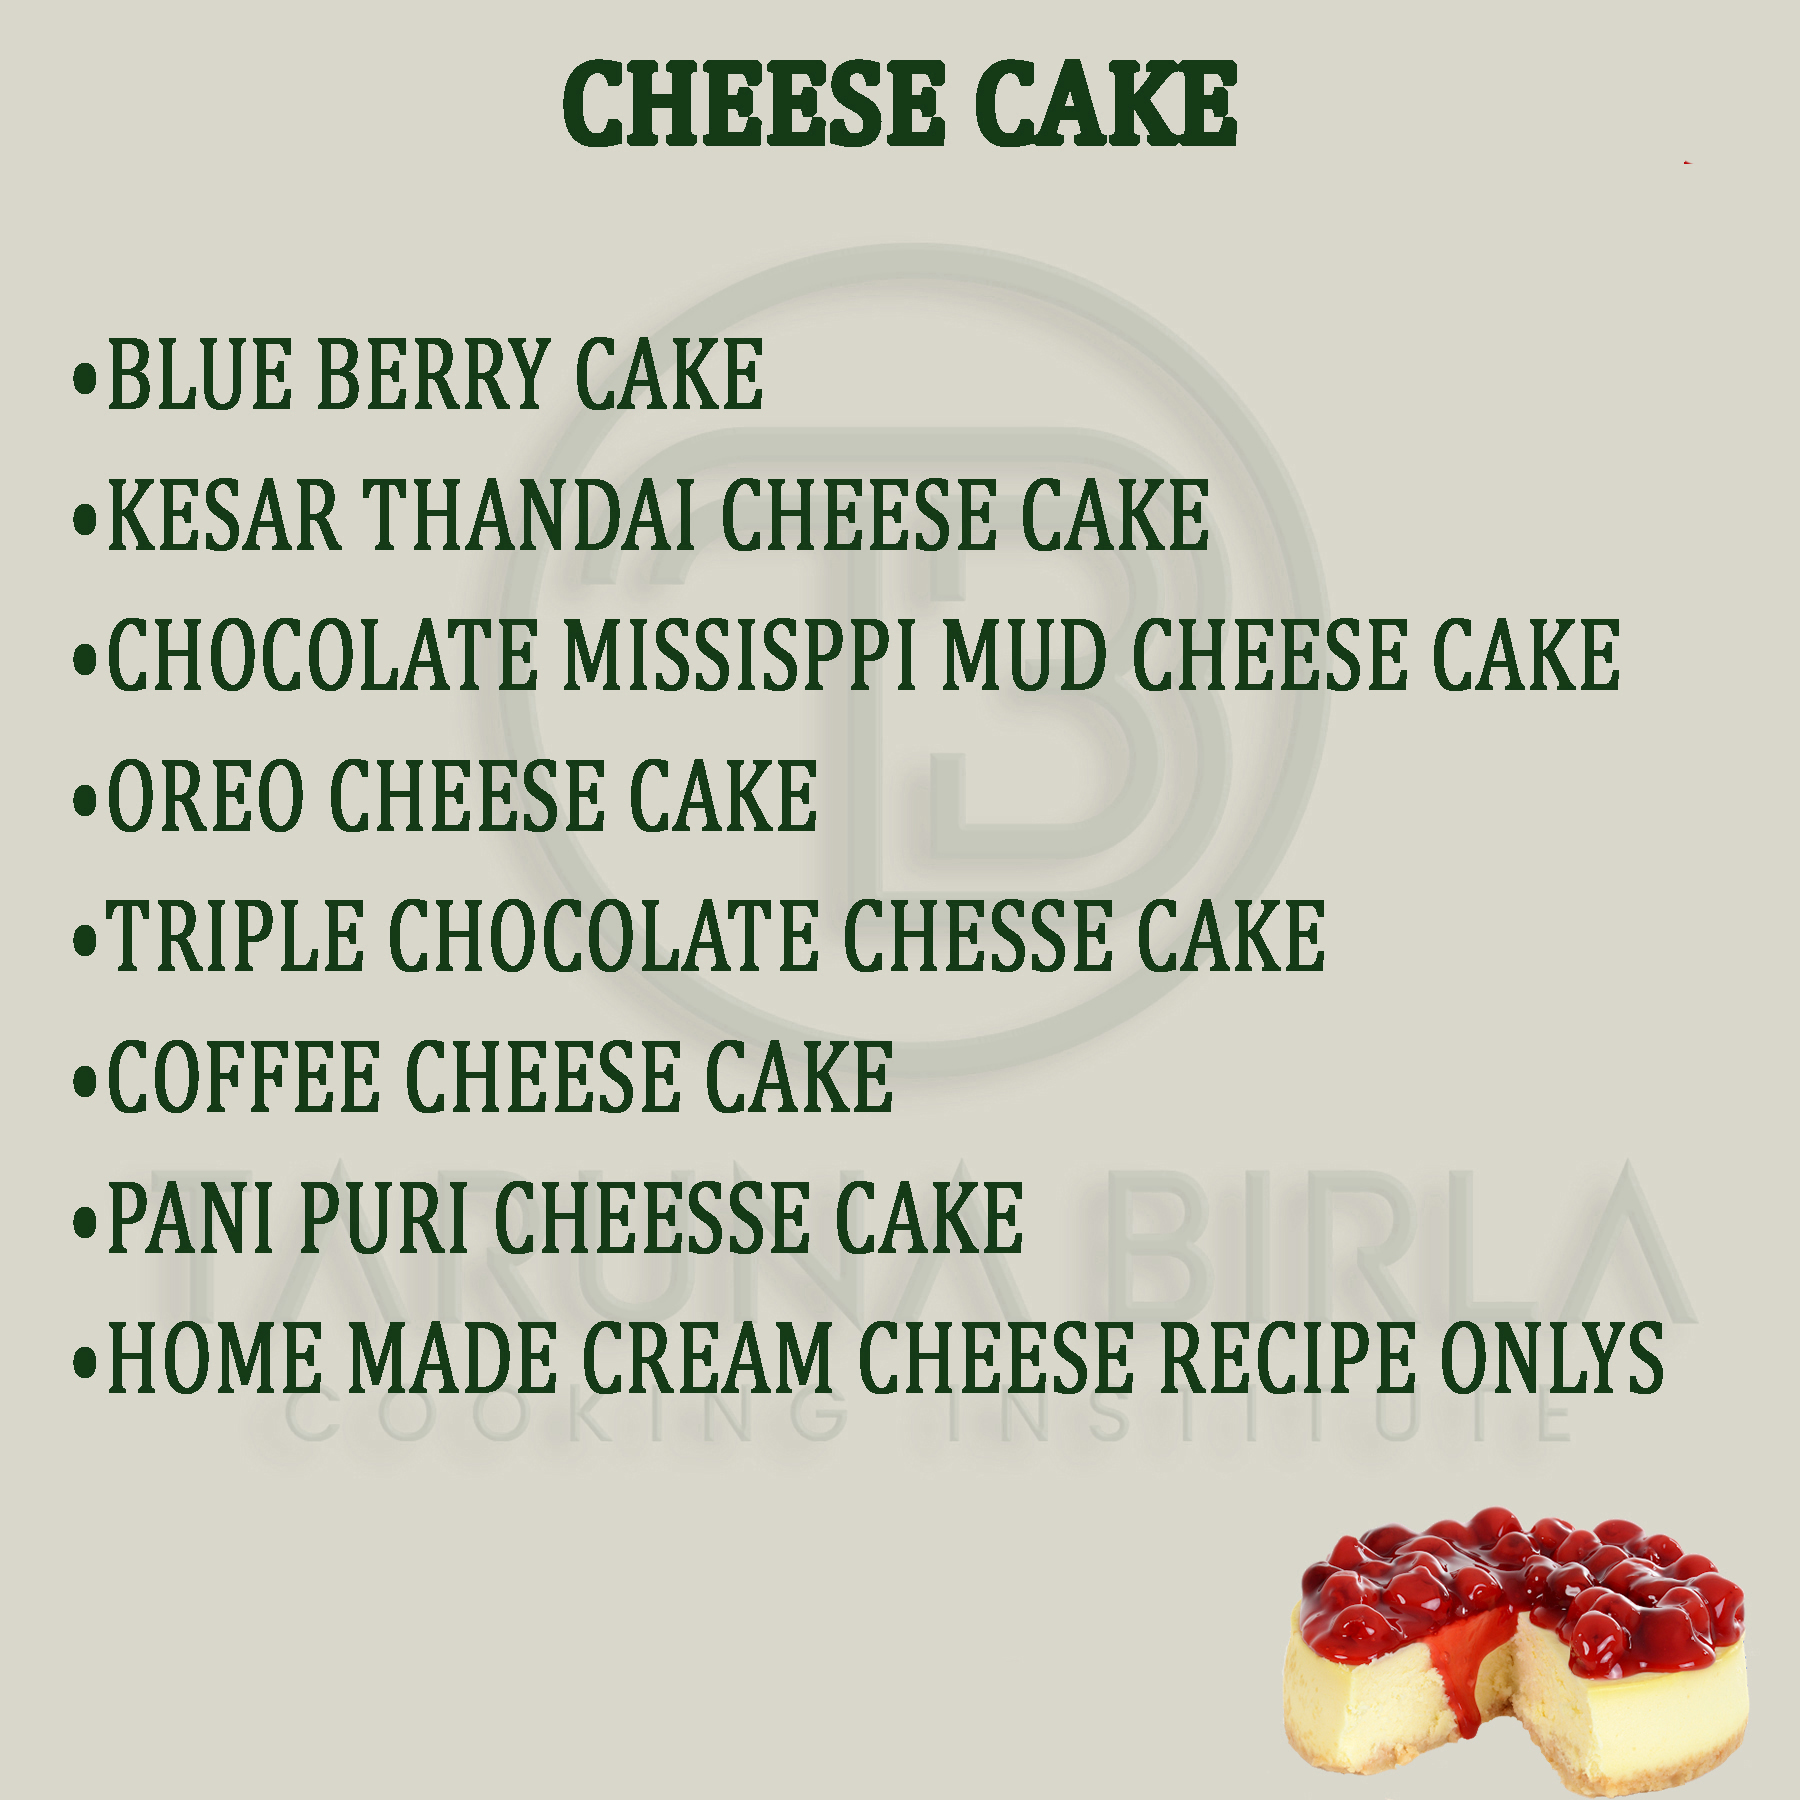 CHEESE CAKE
•BLUE BERRY CAKE
•KESAR THANDAI CHEESE CAKE
•CHOCOLATE MISSISPPI MUD CHEESE CAKE
•OREO CHEESE CAKE
•TRIPLE CHOCOLATE CHESSE CAKE
•COFFEE CHEESE CAKE
•PANI PURI CHEESSE CAKE
TARUNA BIRLA
•HOME MADE CREAM CHEESE RECIPE ONLYS
COOKING INSTITUTE